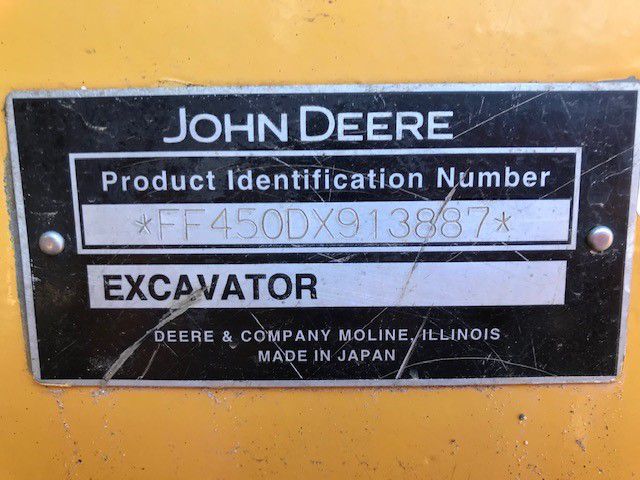 JOHN DEERE
Product Identification Number
*FF450DX913887*
EXCAVATOR
DEERE & COMPANY MOLINE, ILLINOIS
MADE IN JAPAN